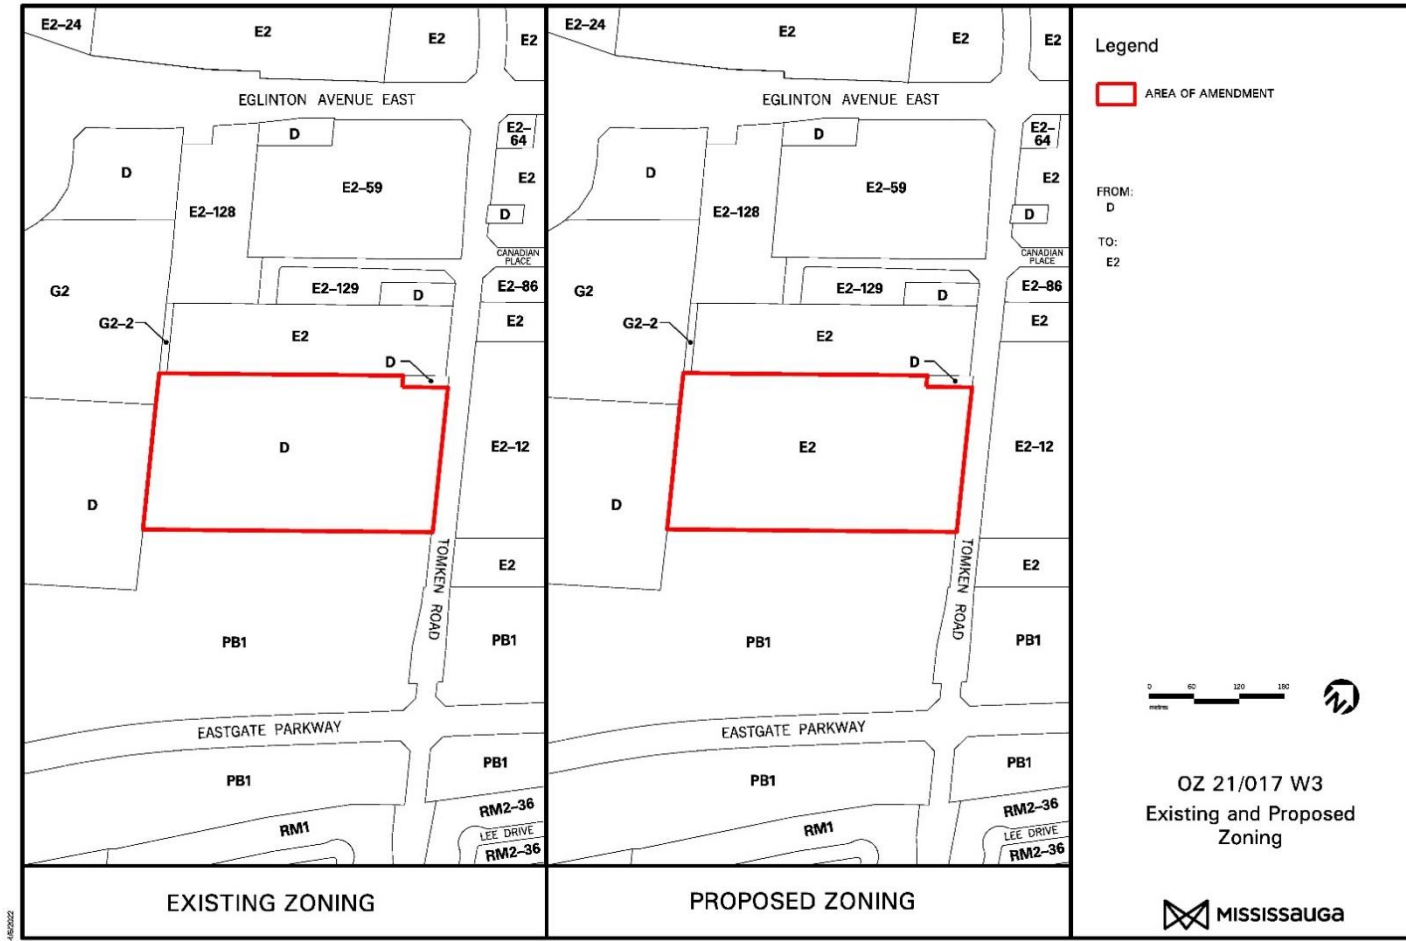 E2–24
E2
E2
E2
EGLINTON AVENUE EAST
D
E2–
64
D
E2–59
E2
E2–128
D
CANADIAN
PLACE
G2
E2–129
D
E2–86
G2–2
E2
E2
D
D
E2–12
D
TOMKEN ROAD
E2
PB1
PB1
EASTGATE PARKWAY
PB1
PB1
RM2–36
RM1
LEE DRIVE
RM2–36
EXISTING ZONING
E2–24
E2
E2
E2
EGLINTON AVENUE EAST
D
E2–
64
D
E2–59
E2
E2–128
D
CANADIAN
PLACE
G2
E2–129
D
E2–86
G2–2
E2
E2
D
E2
E2–12
D
TOMKEN ROAD
E2
PB1
PB1
EASTGATE PARKWAY
PB1
PB1
RM2–36
RM1
LEE DRIVE
RM2–36
PROPOSED ZONING
Legend
AREA OF AMENDMENT
FROM:
D
TO:
E2
0 60 120 180
metres
N
OZ 21/017 W3
Existing and Proposed
Zoning
MISSISSAUGA